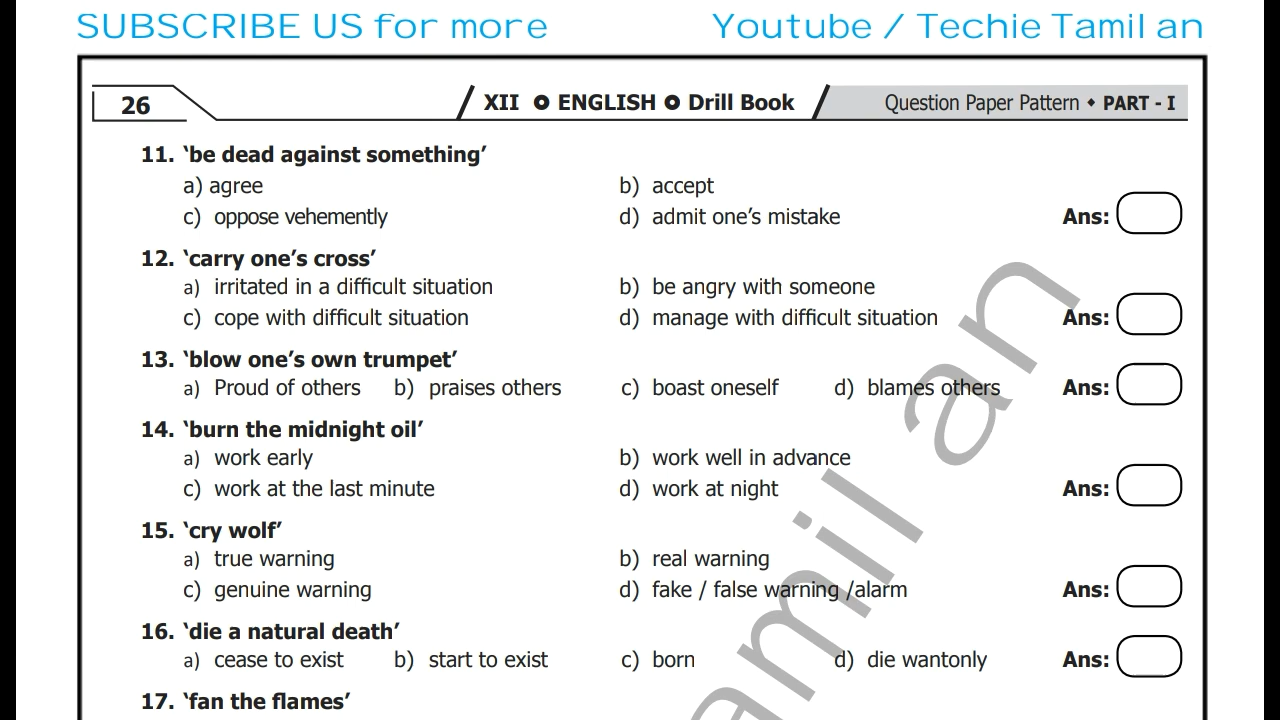 SUBSCRIBE US for more Youtube / Techie Tamil an
26 XII ENGLISH Drill Book Question Paper Pattern • PART - I
11. ‘be dead against something’
a) agree b) accept
c) oppose vehemently d) admit one’s mistake Ans:
12. ‘carry one’s cross’
a) irritated in a difficult situation b) be angry with someone
c) cope with difficult situation d) manage with difficult situation Ans:
13. ‘blow one’s own trumpet’
a) Proud of others b) praises others c) boast oneself d) blames others Ans:
14. ‘burn the midnight oil’
a) work early b) work well in advance
c) work at the last minute d) work at night Ans:
15. ‘cry wolf’
a) true warning b) real warning
c) genuine warning d) fake / false warning /alarm Ans:
16. ‘die a natural death’
a) cease to exist b) start to exist c) born d) die wantonly Ans:
17. ‘fan the flames’
amil an